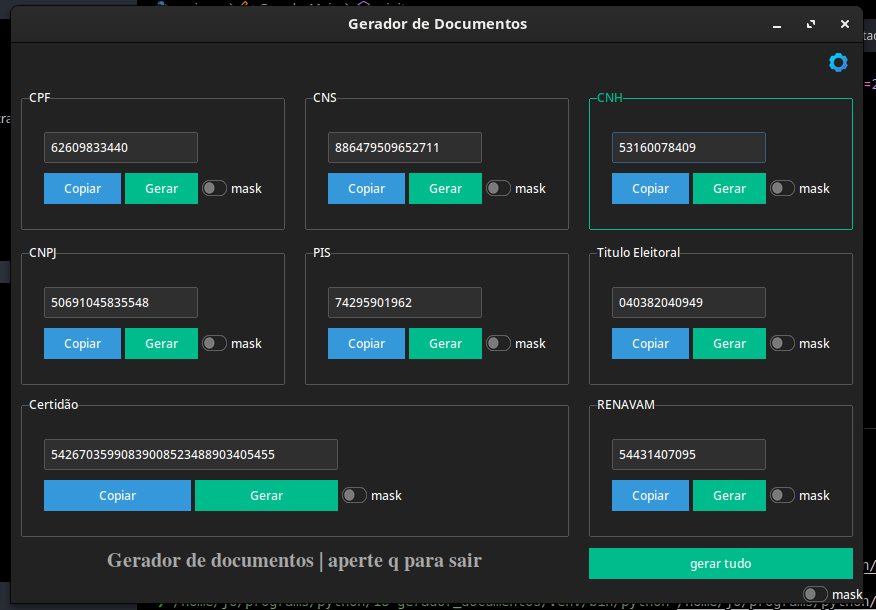 Gerador de Documentos
CPF
62609833440
Copiar Gerar mask
CNS
886479509652711
Copiar Gerar mask
CNH
53160078409
Copiar Gerar mask
CNPJ
50691045835548
Copiar Gerar mask
PIS
74295901962
Copiar Gerar mask
Titulo Eleitoral
040382040949
Copiar Gerar mask
Certidão
54267035990839008523488903405455
Copiar Gerar mask
RENAVAM
54431407095
Copiar Gerar mask
Gerador de documentos | aperte q para sair
gerar tudo
mask